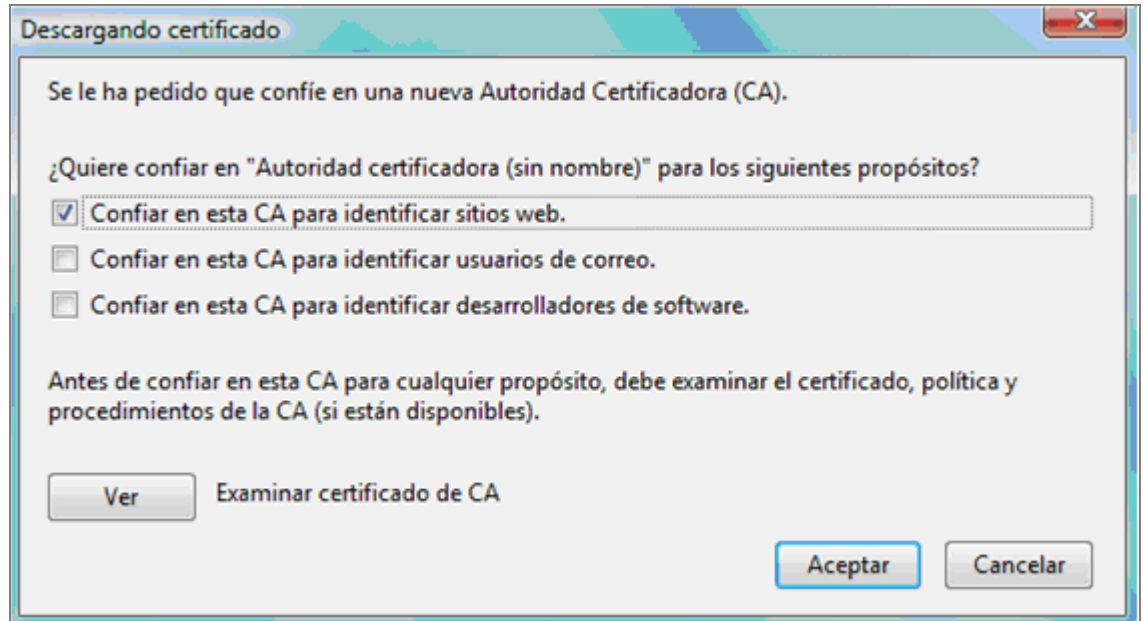 Descargando certificado
Se le ha pedido que confíe en una nueva Autoridad Certificadora (CA).
¿Quiere confiar en "Autoridad certificadora (sin nombre)" para los siguientes propósitos?
Confiar en esta CA para identificar sitios web.
Confiar en esta CA para identificar usuarios de correo.
Confiar en esta CA para identificar desarrolladores de software.
Antes de confiar en esta CA para cualquier propósito, debe examinar el certificado, política y
procedimientos de la CA (si están disponibles).
Ver Examinar certificado de CA
Aceptar Cancelar